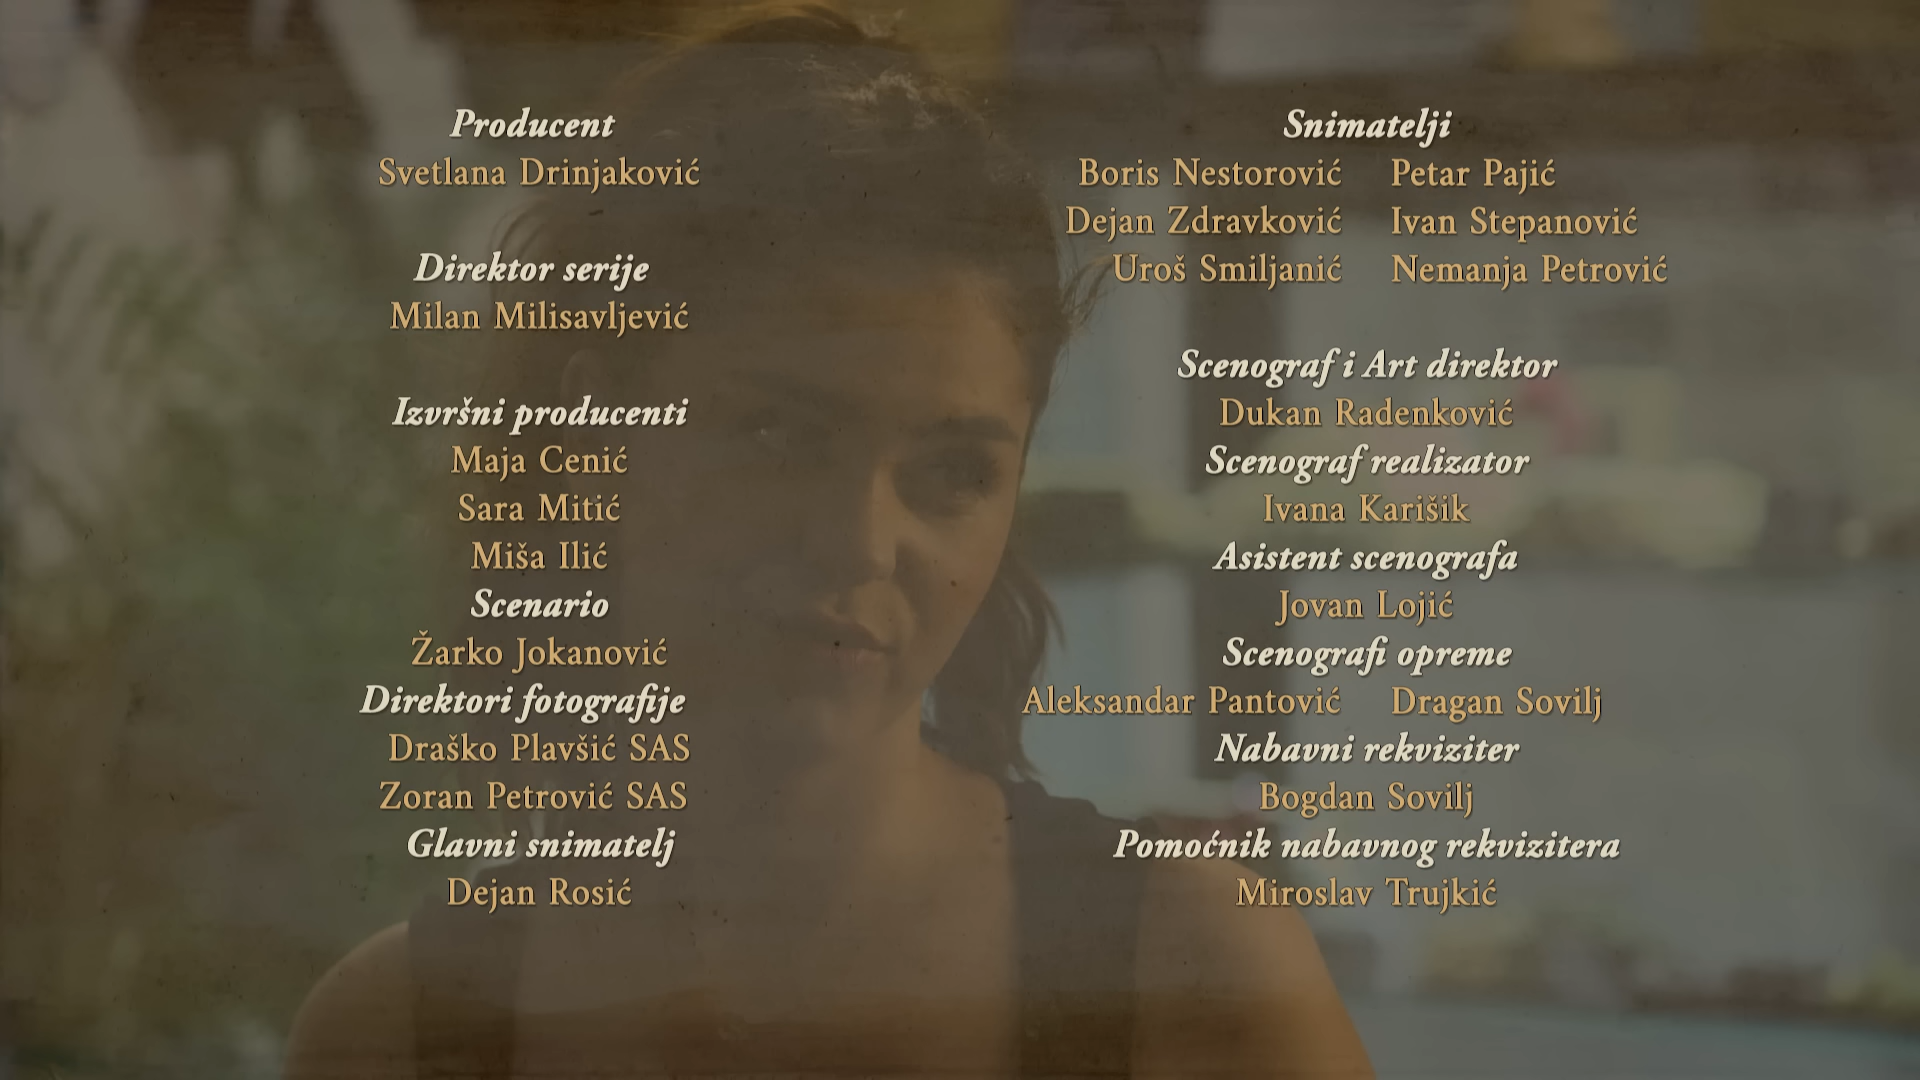 Producent
Svetlana Drinjaković
Direktor serije
Milan Milisavljević
Izvršni producenti
Maja Cenić
Sara Mitić
Miša Ilić
Scenario
Žarko Jokanović
Direktori fotografije
Draško Plavšić SAS
Zoran Petrović SAS
Glavni snimatelj
Dejan Rosić
Snimatelji
Boris Nestorović Petar Pajić
Dejan Zdravković Ivan Stepanović
Uroš Smiljanić Nemanja Petrović
Scenograf i Art direktor
Dukan Radenković
Scenograf realizator
Ivana Karišik
Asistent scenografa
Jovan Lojić
Scenografi opreme
Aleksandar Pantović Dragan Sovilj
Nabavni rekviziter
Bogdan Sovilj
Pomoćnik nabavnog rekvizitera
Miroslav Trujkić